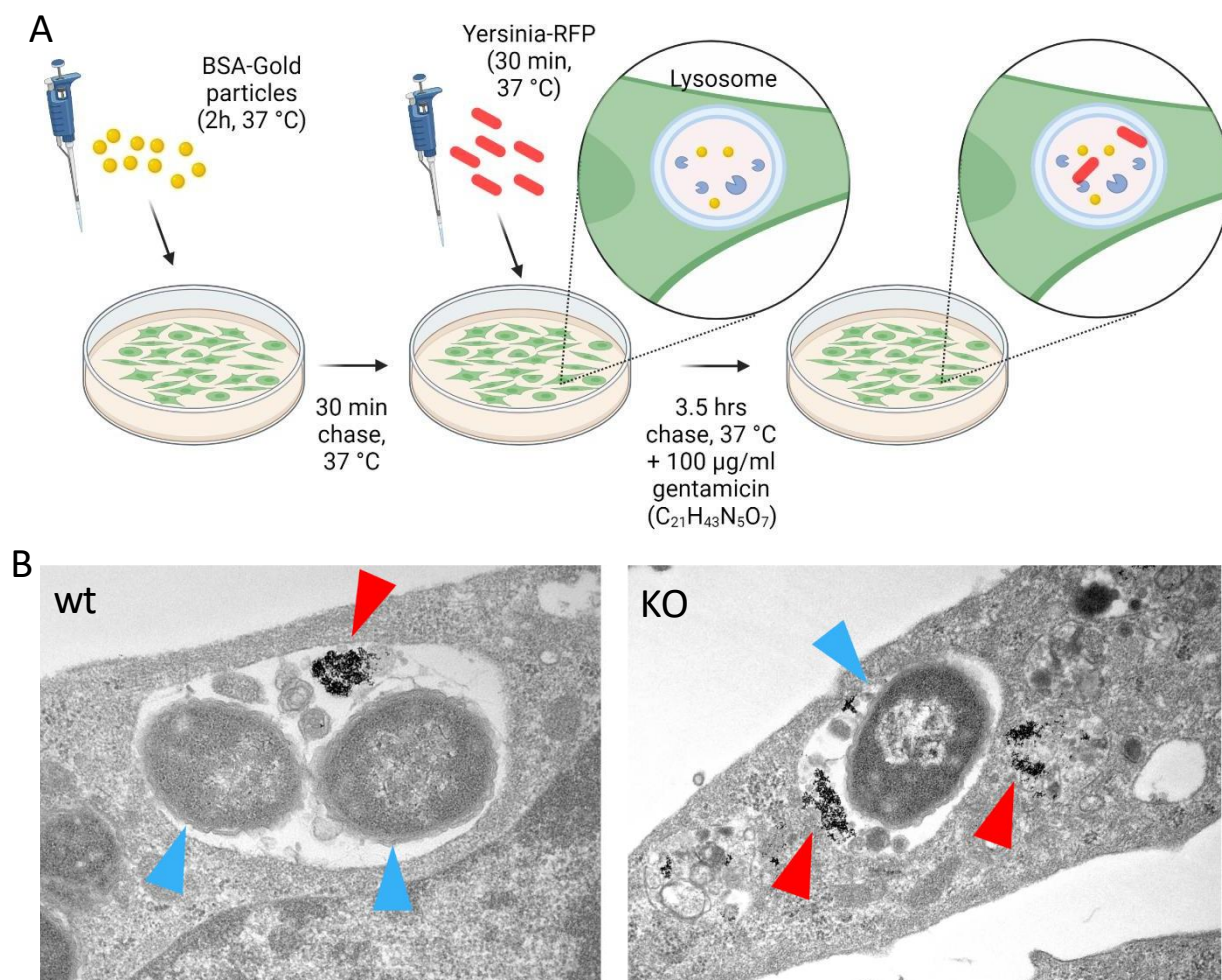 A
BSA-Gold
particles
(2h, 37 °C)
Yersinia-RFP
(30 min,
37 °C)
Lysosome
30 min
chase,
37 °C
3.5 hrs
chase, 37 °C
+ 100 µg/ml
gentamicin
(C₂₁H₄₃N₅O₇)
B
wt
KO